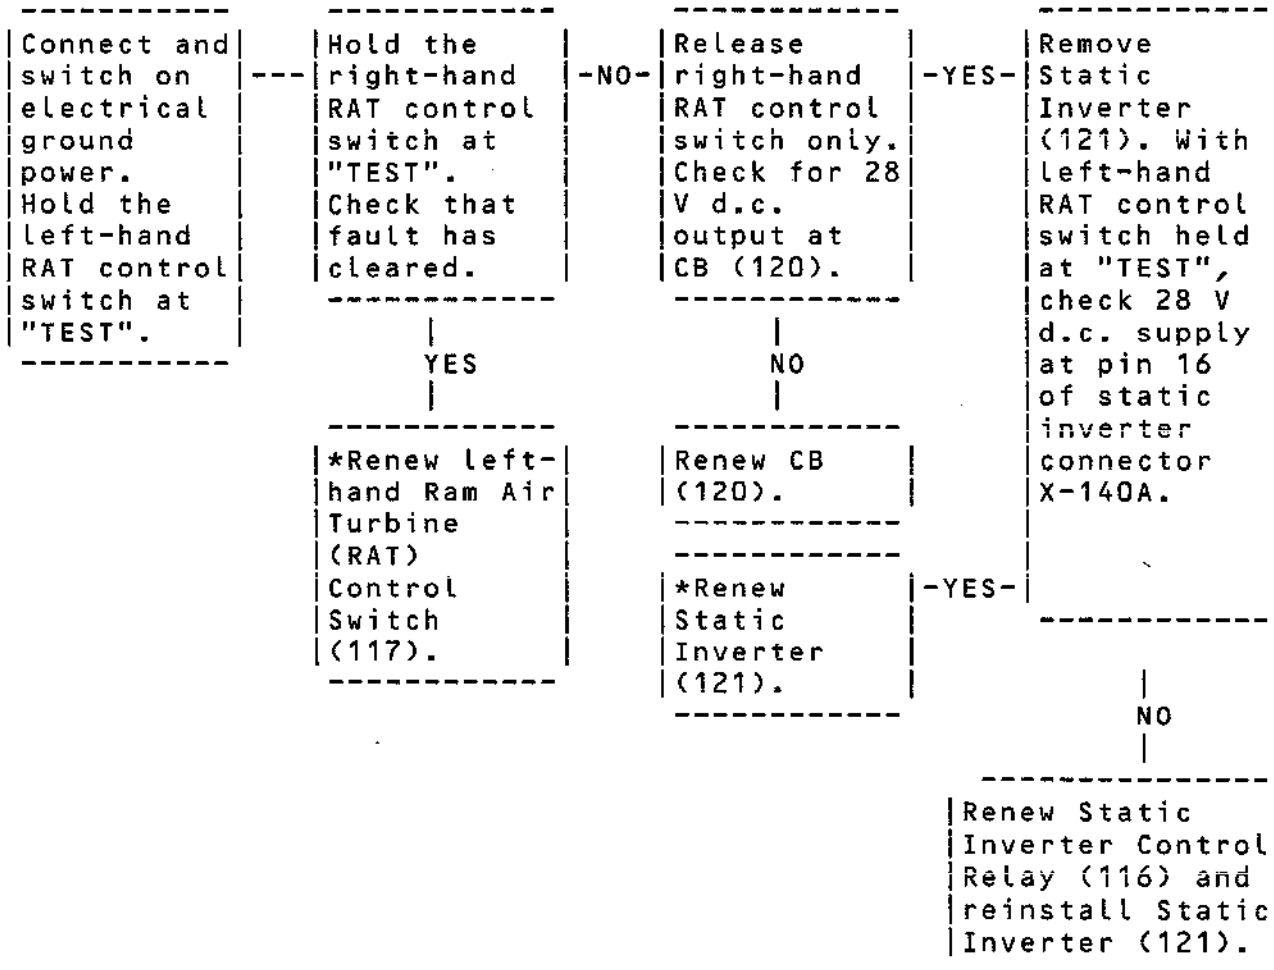 Connect and
switch on
electrical
ground
power.
Hold the
left-hand
RAT control
switch at
"TEST".
Hold the
right-hand
RAT control
switch at
"TEST".
Check that
fault has
cleared.
-NO-
Release
right-hand
RAT control
switch only.
Check for 28
V d.c.
output at
CB (120).
-YES-
Remove
Static
Inverter
(121). With
left-hand
RAT control
switch held
at "TEST",
check 28 V
d.c. supply
at pin 16
of static
inverter
connector
X-140A.
YES
NO
*Renew left-
hand Ram Air
Turbine
(RAT)
Control
Switch
(117).
Renew CB
(120).
*Renew
Static
Inverter
(121).
-YES-
NO
Renew Static
Inverter Control
Relay (116) and
reinstall Static
Inverter (121).